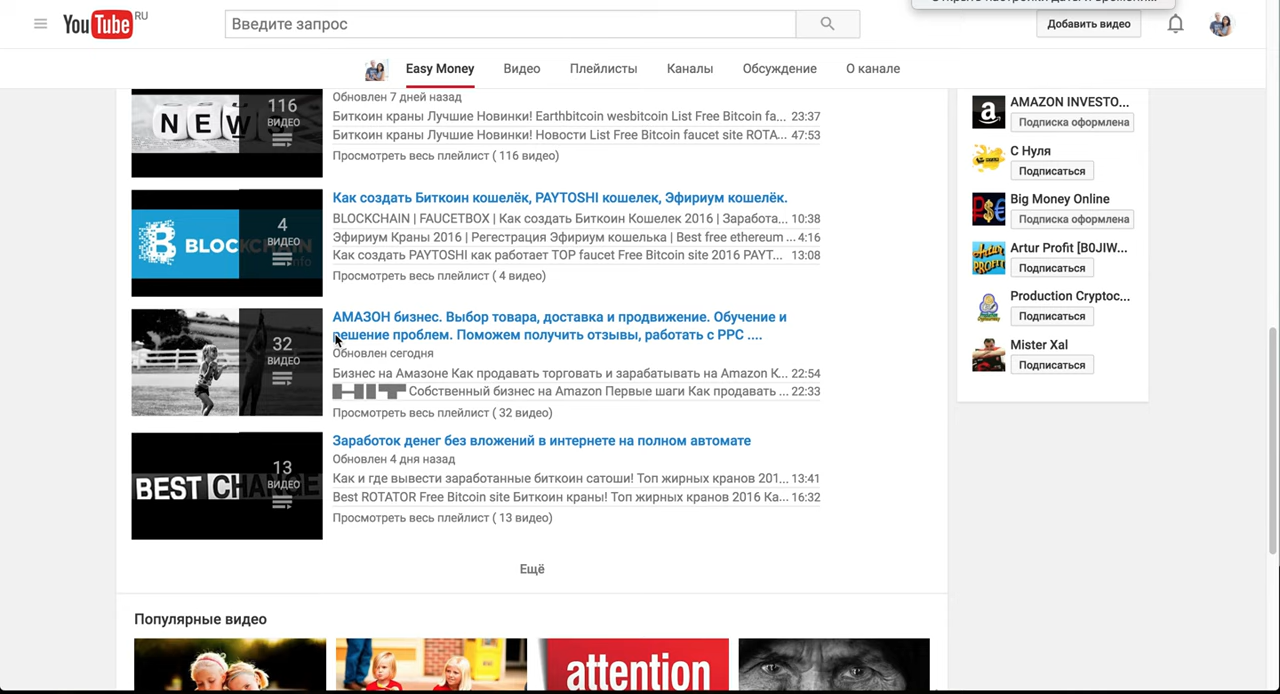 YouTube RU
Введите запрос
Добавить видео
Easy Money Видео Плейлисты Каналы Обсуждение О канале
NEW
116
ВИДЕО
Обновлен 7 дней назад
Биткоин краны Лучшие Новинки! Earthbitcoin wesbitcoin List Free Bitcoin fa... 23:37
Биткоин краны Лучшие Новинки! Новости List Free Bitcoin faucet site ROTA... 47:53
Просмотреть весь плейлист ( 116 видео)
BLOCKCHAIN
info
4
ВИДЕО
Как создать Биткоин кошелёк, PAYTOSHI кошелек, Эфириум кошелёк.
BLOCKCHAIN | FAUCETBOX | Как создать Биткоин Кошелек 2016 | Заработа... 10:38
Эфириум Краны 2016 | Регестрация Эфириум кошелька | Best free ethereum ... 4:16
Как создать PAYTOSHI как работает TOP faucet Free Bitcoin site 2016 PAYT... 13:08
Просмотреть весь плейлист ( 4 видео)
32
ВИДЕО
АМАЗОН бизнес. Выбор товара, доставка и продвижение. Обучение и
решение проблем. Поможем получить отзывы, работать с PPC ....
Обновлен сегодня
Бизнес на Амазоне Как продавать торговать и зарабатывать на Amazon К... 22:54
Собственный бизнес на Amazon Первые шаги Как продавать ... 22:33
Просмотреть весь плейлист ( 32 видео)
BEST CHANGE
13
ВИДЕО
Заработок денег без вложений в интернете на полном автомате
Обновлен 4 дня назад
Как и где вывести заработанные биткоин сатоши! Топ жирных кранов 201... 13:41
Best ROTATOR Free Bitcoin site Биткоин краны! Топ жирных кранов 2016 Ка... 16:32
Просмотреть весь плейлист ( 13 видео)
Ещё
Популярные видео
attention
AMAZON INVESTO...
Подписка оформлена
С Нуля
Подписаться
Big Money Online
Подписка оформлена
Artur Profit [B0JIW...
Подписаться
Production Cryptoc...
Подписаться
Mister Xal
Подписаться